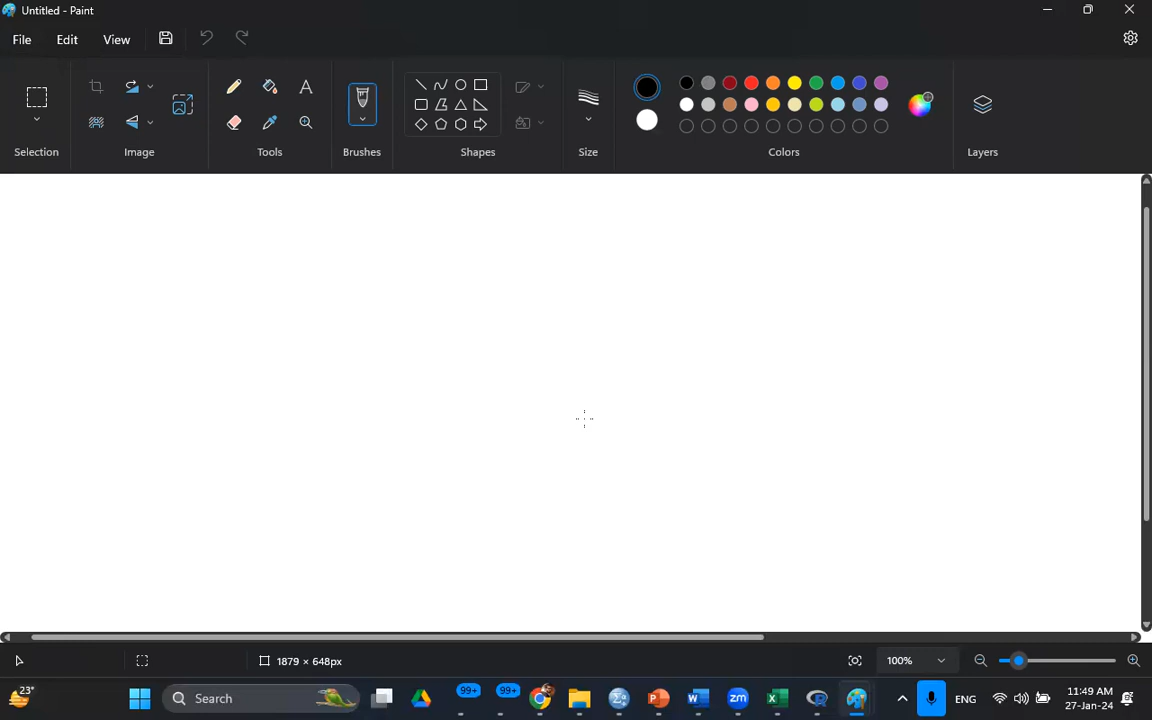 Untitled - Paint
File Edit View
Selection Image Tools Brushes Shapes Size Colors Layers
1879 × 648px 100%
23° Search 99+ 99+ zm ENG 11:49 AM
27-Jan-24